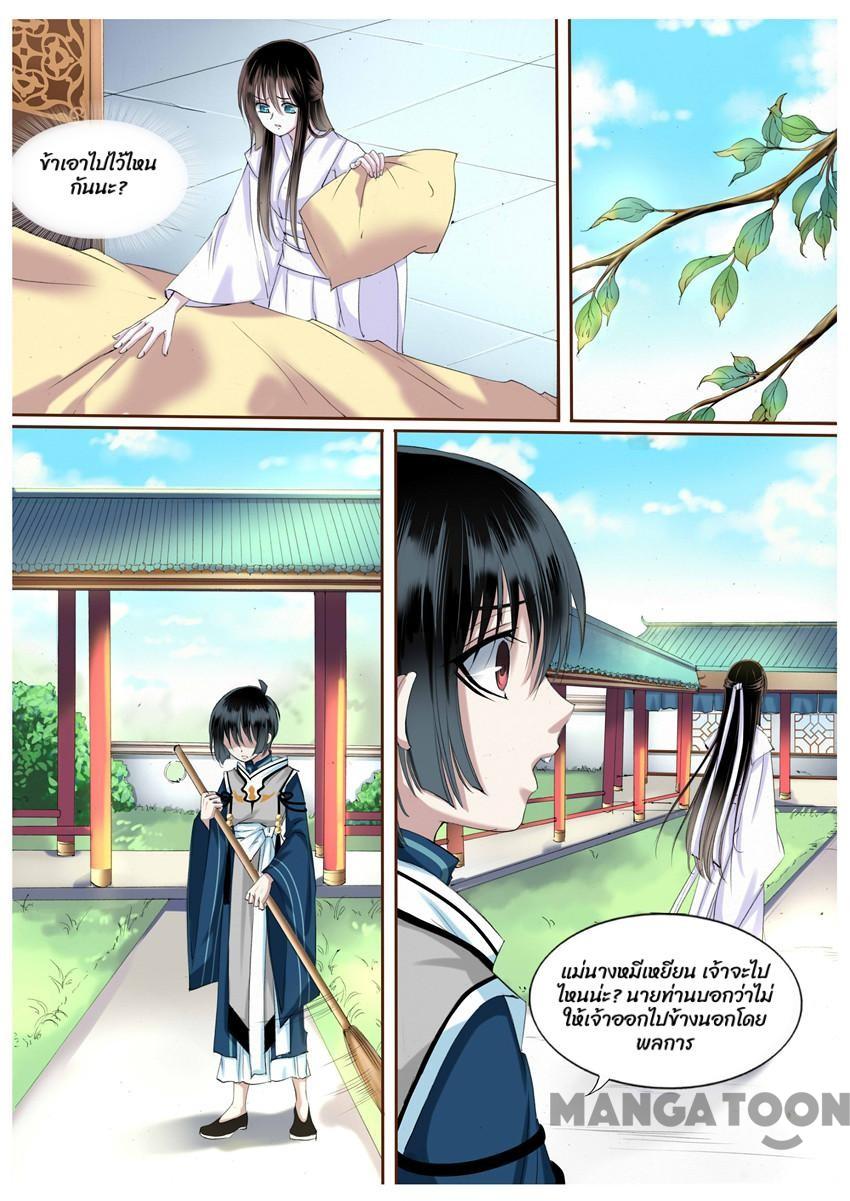 ข้าเอาไปไว้ไหน
กันนะ?
แม่นางหมีเหยียน เจ้าจะไป
ไหนน่ะ? นายท่านบอกว่าไม่
ให้เจ้าออกไปข้างนอกโดย
พลการ
MANGATOON